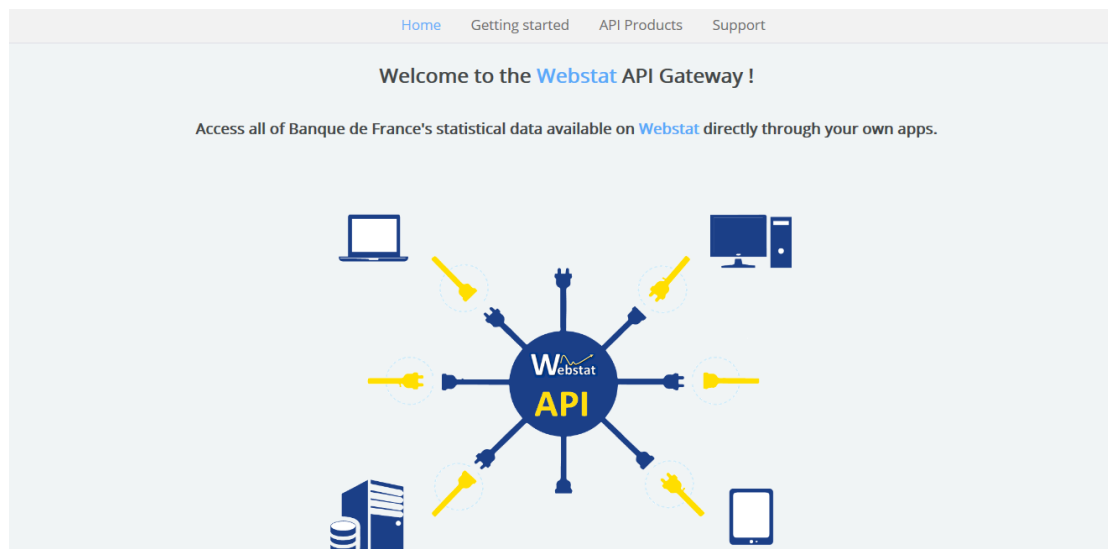 Home Getting started API Products Support
Welcome to the Webstat API Gateway !
Access all of Banque de France's statistical data available on Webstat directly through your own apps.
Webstat
API